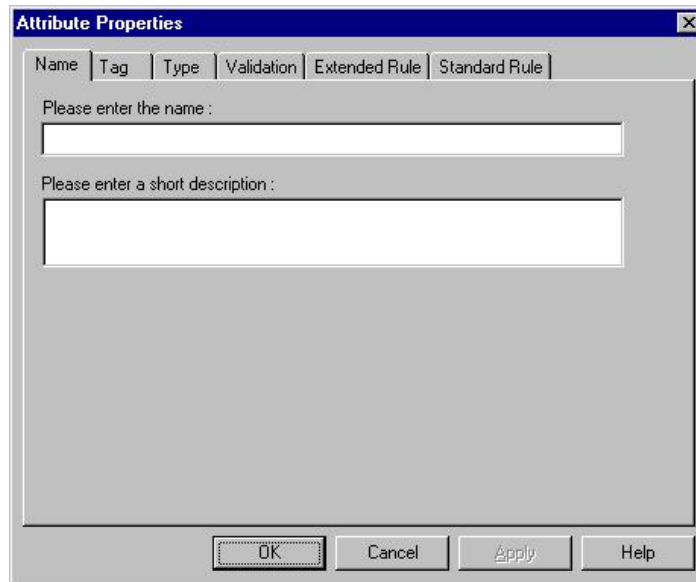 Attribute Properties
Name Tag Type Validation Extended Rule Standard Rule
Please enter the name :
Please enter a short description :
OK Cancel Apply Help